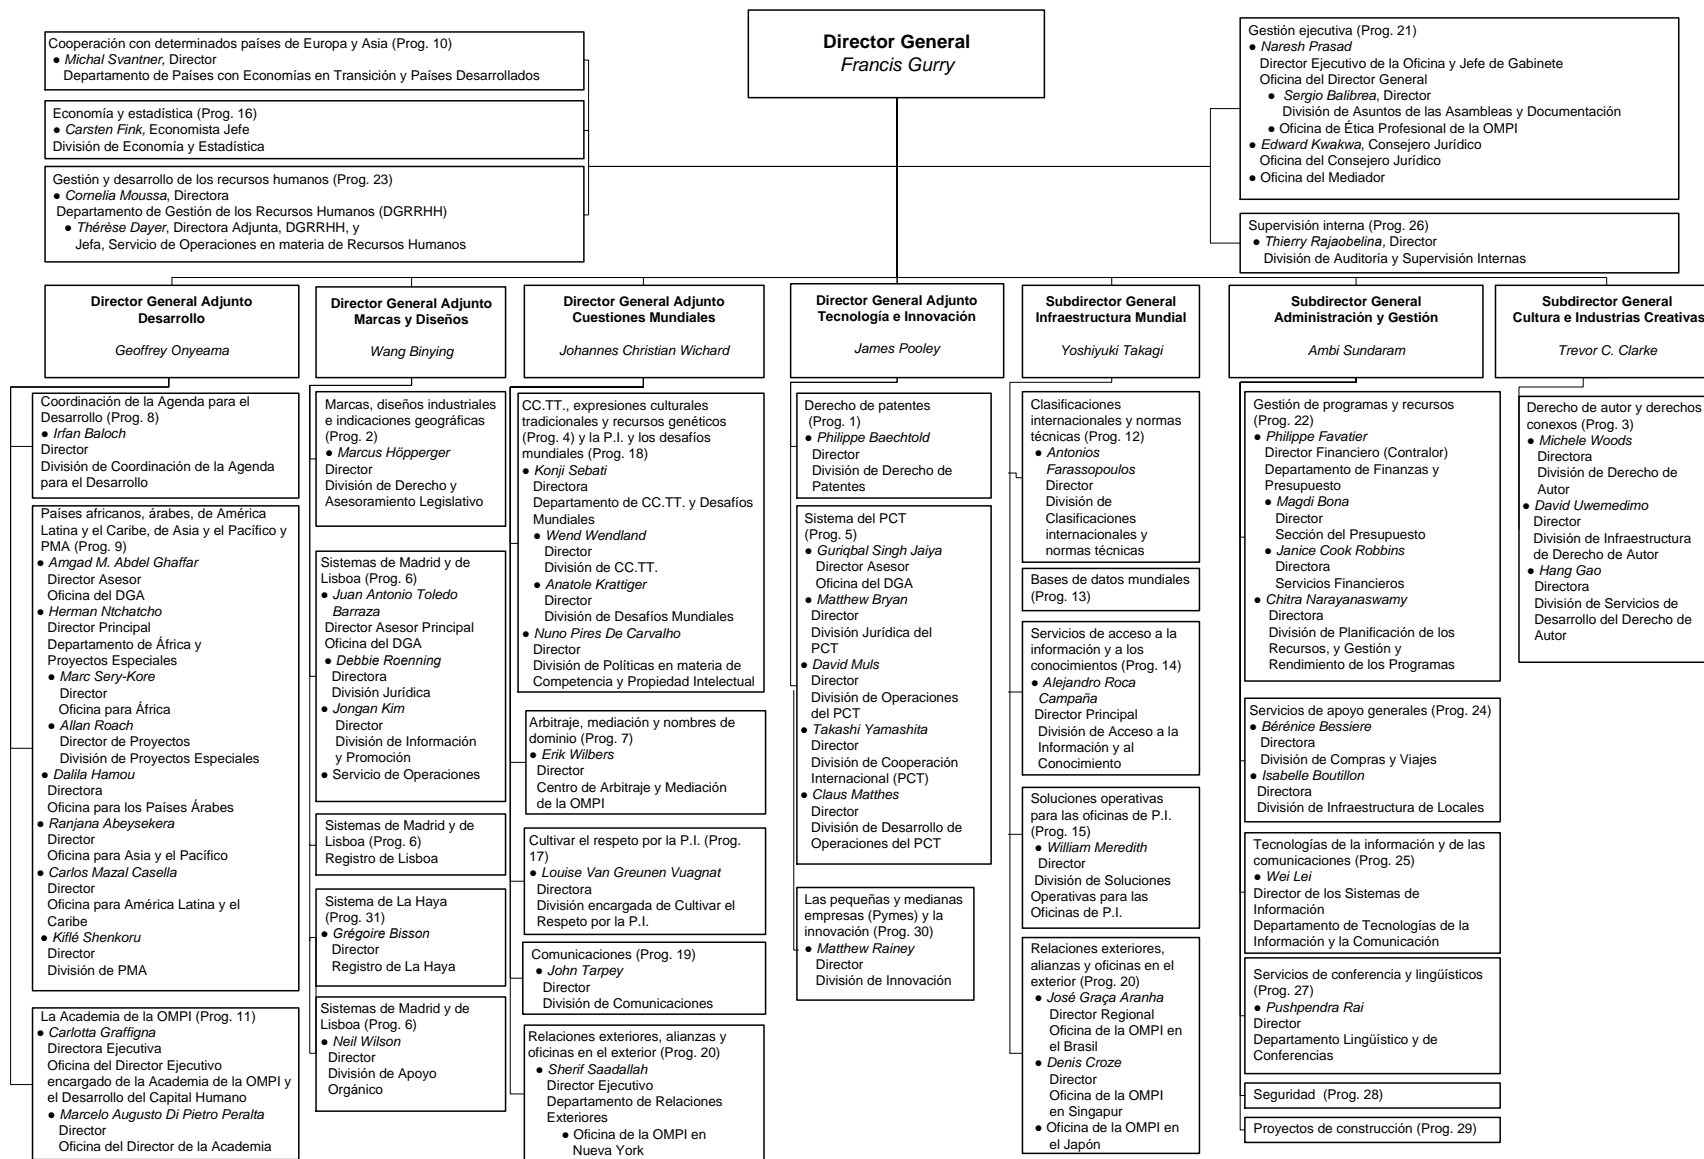 Director General
Francis Gurry
Cooperación con determinados países de Europa y Asia (Prog. 10)
● Michal Svantner, Director
Departamento de Países con Economías en Transición y Países Desarrollados
Economía y estadística (Prog. 16)
● Carsten Fink, Economista Jefe
División de Economía y Estadística
Gestión y desarrollo de los recursos humanos (Prog. 23)
● Cornelia Moussa, Directora
Departamento de Gestión de los Recursos Humanos (DGRRHH)
● Thérèse Dayer, Directora Adjunta, DGRRHH, y
Jefa, Servicio de Operaciones en materia de Recursos Humanos
Gestión ejecutiva (Prog. 21)
● Naresh Prasad
Director Ejecutivo de la Oficina y Jefe de Gabinete
Oficina del Director General
● Sergio Balibrea, Director
División de Asuntos de las Asambleas y Documentación
● Oficina de Ética Profesional de la OMPI
● Edward Kwakwa, Consejero Jurídico
Oficina del Consejero Jurídico
● Oficina del Mediador
Supervisión interna (Prog. 26)
● Thierry Rajaobelina, Director
División de Auditoría y Supervisión Internas
Director General Adjunto
Desarrollo
Geoffrey Onyeama
Coordinación de la Agenda para el
Desarrollo (Prog. 8)
● Irfan Baloch
Director
División de Coordinación de la Agenda
para el Desarrollo
Países africanos, árabes, de América
Latina y el Caribe, de Asia y el Pacífico y
PMA (Prog. 9)
● Amgad M. Abdel Ghaffar
Director Asesor
Oficina del DGA
● Herman Ntchatcho
Director Principal
Departamento de África y
Proyectos Especiales
● Marc Sery-Kore
Director
Oficina para África
● Allan Roach
Director de Proyectos
División de Proyectos Especiales
● Dalila Hamou
Directora
Oficina para los Países Árabes
● Ranjana Abeysekera
Director
Oficina para Asia y el Pacífico
● Carlos Mazal Casella
Director
Oficina para América Latina y el
Caribe
● Kiflé Shenkoru
Director
División de PMA
La Academia de la OMPI (Prog. 11)
● Carlotta Graffigna
Directora Ejecutiva
Oficina del Director Ejecutivo
encargado de la Academia de la OMPI y
el Desarrollo del Capital Humano
● Marcelo Augusto Di Pietro Peralta
Director
Oficina del Director de la Academia
Director General Adjunto
Marcas y Diseños
Wang Binying
Marcas, diseños industriales
e indicaciones geográficas
(Prog. 2)
● Marcus Höpperger
Director
División de Derecho y
Asesoramiento Legislativo
Sistemas de Madrid y de
Lisboa (Prog. 6)
● Juan Antonio Toledo
Barraza
Director Asesor Principal
Oficina del DGA
● Debbie Roenning
Directora
División Jurídica
● Jongan Kim
Director
División de Información
y Promoción
● Servicio de Operaciones
Sistemas de Madrid y de
Lisboa (Prog. 6)
Registro de Lisboa
Sistema de La Haya
(Prog. 31)
● Grégoire Bisson
Director
Registro de La Haya
Sistemas de Madrid y de
Lisboa (Prog. 6)
● Neil Wilson
Director
División de Apoyo
Orgánico
Director General Adjunto
Cuestiones Mundiales
Johannes Christian Wichard
CC.TT., expresiones culturales
tradicionales y recursos genéticos
(Prog. 4) y la P.I. y los desafíos
mundiales (Prog. 18)
● Konji Sebati
Directora
Departamento de CC.TT. y Desafíos
Mundiales
● Wend Wendland
Director
División de CC.TT.
● Anatole Krattiger
Director
División de Desafíos Mundiales
● Nuno Pires De Carvalho
Director
División de Políticas en materia de
Competencia y Propiedad Intelectual
Arbitraje, mediación y nombres de
dominio (Prog. 7)
● Erik Wilbers
Director
Centro de Arbitraje y Mediación
de la OMPI
Cultivar el respeto por la P.I. (Prog.
17)
● Louise Van Greunen Vuagnat
Directora
División encargada de Cultivar el
Respeto por la P.I.
Comunicaciones (Prog. 19)
● John Tarpey
Director
División de Comunicaciones
Relaciones exteriores, alianzas y
oficinas en el exterior (Prog. 20)
● Sherif Saadallah
Director Ejecutivo
Departamento de Relaciones
Exteriores
● Oficina de la OMPI en
Nueva York
Director General Adjunto
Tecnología e Innovación
James Pooley
Derecho de patentes
(Prog. 1)
● Philippe Baechtold
Director
División de Derecho de
Patentes
Sistema del PCT
(Prog. 5)
● Guriqbal Singh Jaiya
Director Asesor
Oficina del DGA
● Matthew Bryan
Director
División Jurídica del
PCT
● David Muls
Director
División de Operaciones
del PCT
● Takashi Yamashita
Director
División de Cooperación
Internacional (PCT)
● Claus Matthes
Director
División de Desarrollo de
Operaciones del PCT
Las pequeñas y medianas
empresas (Pymes) y la
innovación (Prog. 30)
● Matthew Rainey
Director
División de Innovación
Subdirector General
Infraestructura Mundial
Yoshiyuki Takagi
Clasificaciones
internacionales y normas
técnicas (Prog. 12)
● Antonios
Farassopoulos
Director
División de
Clasificaciones
internacionales y
normas técnicas
Bases de datos mundiales
(Prog. 13)
Servicios de acceso a la
información y a los
conocimientos (Prog. 14)
● Alejandro Roca
Campaña
Director Principal
División de Acceso a la
Información y al
Conocimiento
Soluciones operativas
para las oficinas de P.I.
(Prog. 15)
● William Meredith
Director
División de Soluciones
Operativas para las
Oficinas de P.I.
Relaciones exteriores,
alianzas y oficinas en el
exterior (Prog. 20)
● José Graça Aranha
Director Regional
Oficina de la OMPI en
el Brasil
● Denis Croze
Director
Oficina de la OMPI
en Singapur
● Oficina de la OMPI en
el Japón
Subdirector General
Administración y Gestión
Ambi Sundaram
Gestión de programas y recursos
(Prog. 22)
● Philippe Favatier
Director Financiero (Contralor)
Departamento de Finanzas y
Presupuesto
● Magdi Bona
Director
Sección del Presupuesto
● Janice Cook Robbins
Directora
Servicios Financieros
● Chitra Narayanaswamy
Directora
División de Planificación de los
Recursos, y Gestión y
Rendimiento de los Programas
Servicios de apoyo generales (Prog. 24)
● Bérénice Bessiere
Directora
División de Compras y Viajes
● Isabelle Boutillon
Directora
División de Infraestructura de Locales
Tecnologías de la información y de las
comunicaciones (Prog. 25)
● Wei Lei
Director de los Sistemas de
Información
Departamento de Tecnologías de la
Información y la Comunicación
Servicios de conferencia y lingüísticos
(Prog. 27)
● Pushpendra Rai
Director
Departamento Lingüístico y de
Conferencias
Seguridad (Prog. 28)
Proyectos de construcción (Prog. 29)
Subdirector General
Cultura e Industrias Creativas
Trevor C. Clarke
Derecho de autor y derechos
conexos (Prog. 3)
● Michele Woods
Directora
División de Derecho de
Autor
● David Uwemedimo
Director
División de Infraestructura
de Derecho de Autor
● Hang Gao
Directora
División de Servicios de
Desarrollo del Derecho de
Autor